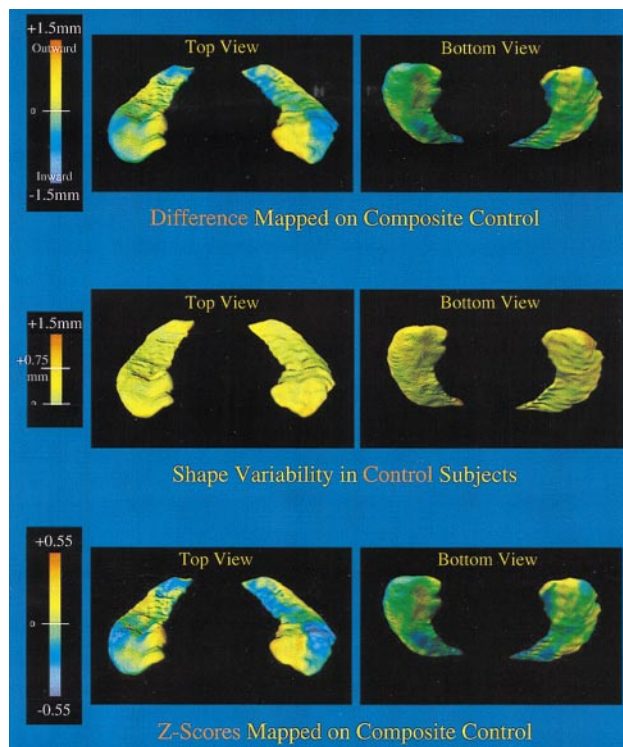 +1.5mm
Outward
0
Inward
-1.5mm
Top View
Bottom View
Difference Mapped on Composite Control
+1.5mm
+0.75
mm
0
Top View
Bottom View
Shape Variability in Control Subjects
+0.55
0
-0.55
Top View
Bottom View
Z-Scores Mapped on Composite Control